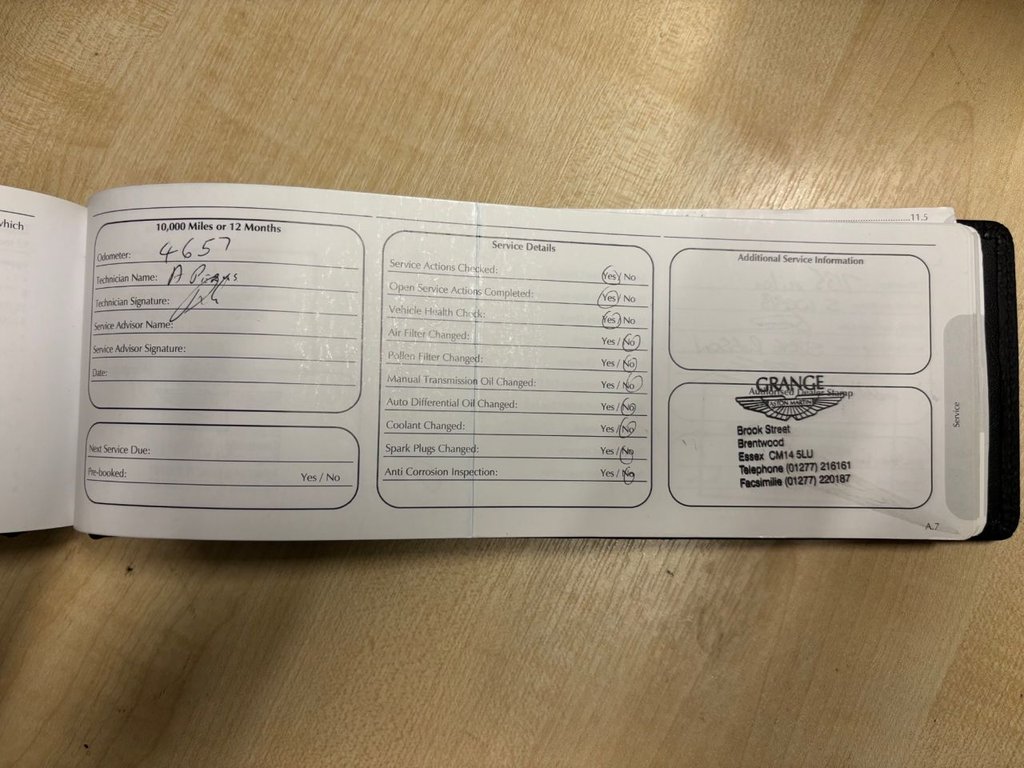 which
11.5
10,000 Miles or 12 Months
Odometer: 4657
Technician Name: A
Technician Signature:
Service Advisor Name:
Service Advisor Signature:
Date:
Next Service Due:
Pre-booked: Yes / No
Service Details
Service Actions Checked: Yes / No
Open Service Actions Completed: Yes / No
Vehicle Health Check: Yes / No
Air Filter Changed: Yes / No
Pollen Filter Changed: Yes / No
Manual Transmission Oil Changed: Yes / No
Auto Differential Oil Changed: Yes / No
Coolant Changed: Yes / No
Spark Plugs Changed: Yes / No
Anti Corrosion Inspection: Yes / No
Additional Service Information
GRANGE
Authorised Dealer Stamp
ASTON MARTIN
Brook Street
Brentwood
Essex CM14 5LU
Telephone (01277) 216161
Facsimilie (01277) 220187
Service
A.7